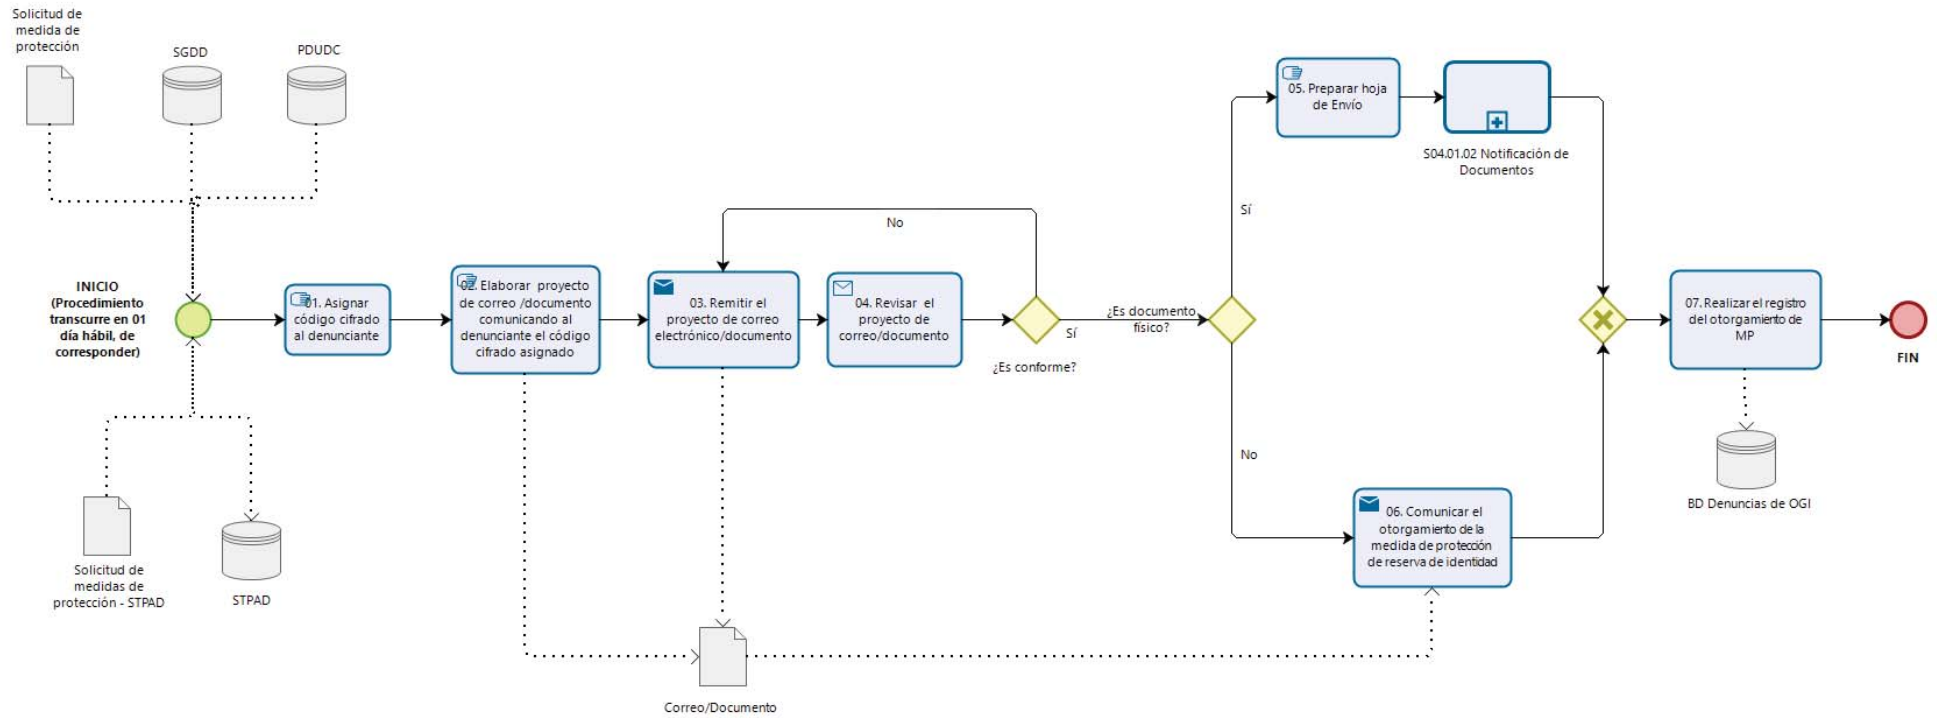 Solicitud de
medida de
protección
SGDD
PDUDC
INICIO
(Procedimiento
transcurre en 01
día hábil, de
corresponder)
01. Asignar
código cifrado
al denunciante
02. Elaborar proyecto
de correo /documento
comunicando al
denunciante el código
cifrado asignado
03. Remitir el
proyecto de correo
electrónico/documento
04. Revisar el
proyecto de
correo/documento
No
Sí
¿Es conforme?
¿Es documento
físico?
Sí
No
05. Preparar hoja
de Envío
S04.01.02 Notificación de
Documentos
06. Comunicar el
otorgamiento de la
medida de protección
de reserva de identidad
07. Realizar el registro
del otorgamiento de
MP
FIN
BD Denuncias de OGI
Solicitud de
medidas de
protección - STPAD
STPAD
Correo/Documento